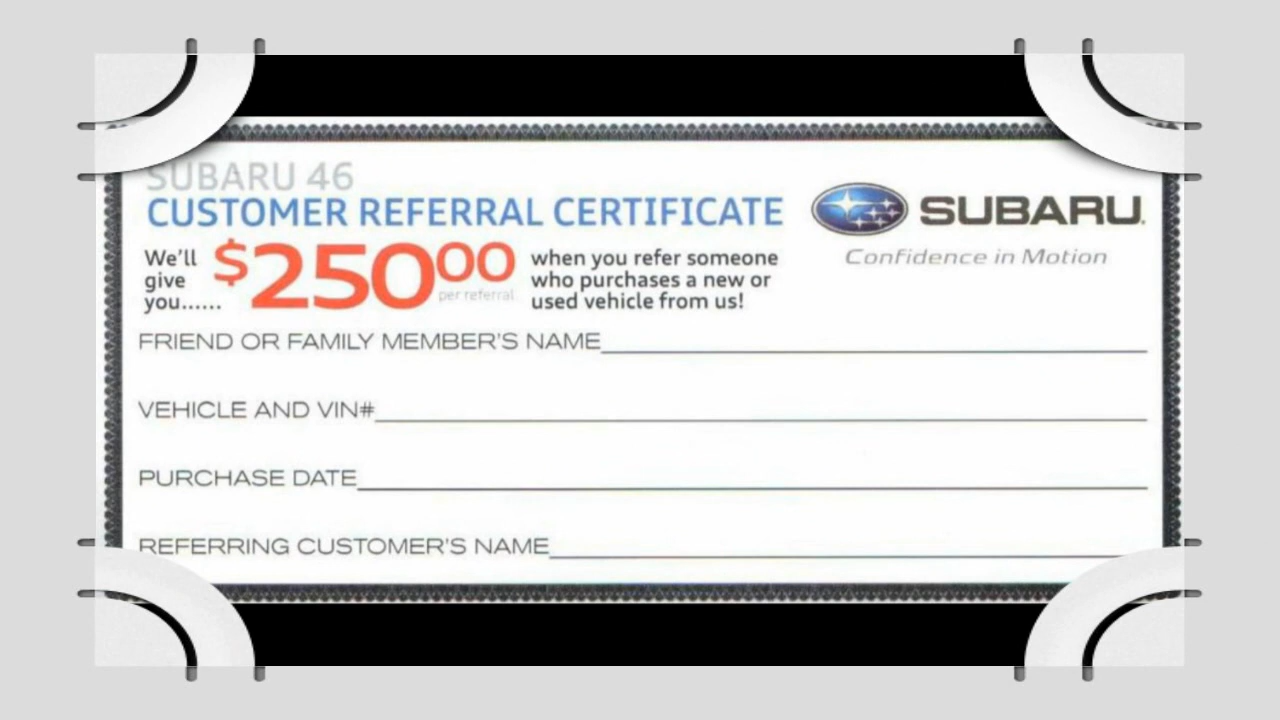 SUBARU 46
CUSTOMER REFERRAL CERTIFICATE
SUBARU.
Confidence in Motion
We'll
give
you......
$250⁰⁰
per referral
when you refer someone
who purchases a new or
used vehicle from us!
FRIEND OR FAMILY MEMBER'S NAME
VEHICLE AND VIN#
PURCHASE DATE
REFERRING CUSTOMER'S NAME